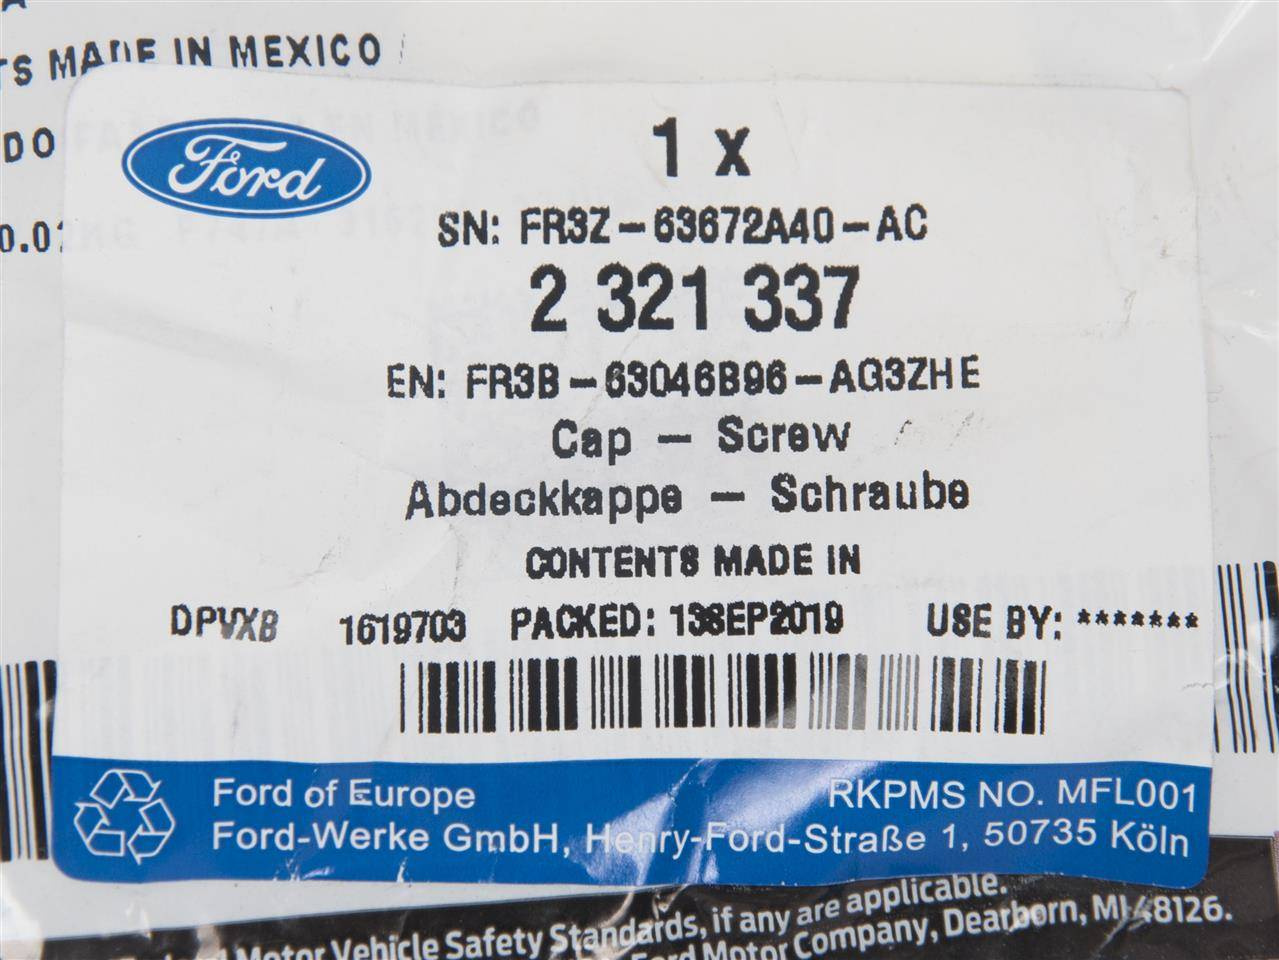 TS MADE IN MEXICO
DO
0.0
Ford
1 x
SN: FR3Z-63672A40-AC
2 321 337
EN: FR3B-63046B96-AG3ZHE
Cap - Screw
Abdeckkappe - Schraube
CONTENTS MADE IN
DPVXB 1619703 PACKED: 13SEP2019 USE BY: *******
Ford of Europe RKPMS NO. MFL001
Ford-Werke GmbH, Henry-Ford-Straße 1, 50735 Köln
Motor Vehicle Safety Standards, if any are applicable.
Ford Motor Company, Dearborn, MI 48126.